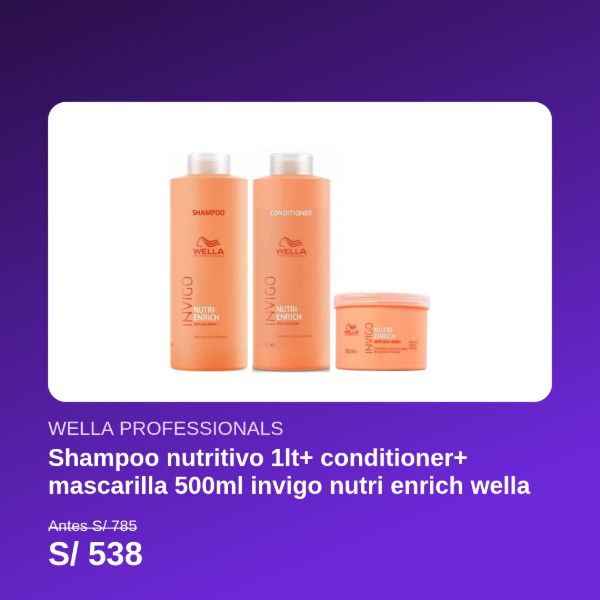 SHAMPOO
WELLA
INVIGO
NUTRI-
ENRICH
CONDITIONER
WELLA
INVIGO
NUTRI-
ENRICH
WELLA
INVIGO
NUTRI-
ENRICH
WELLA PROFESSIONALS
Shampoo nutritivo 1lt+ conditioner+
mascarilla 500ml invigo nutri enrich wella
Antes S/ 785
S/ 538